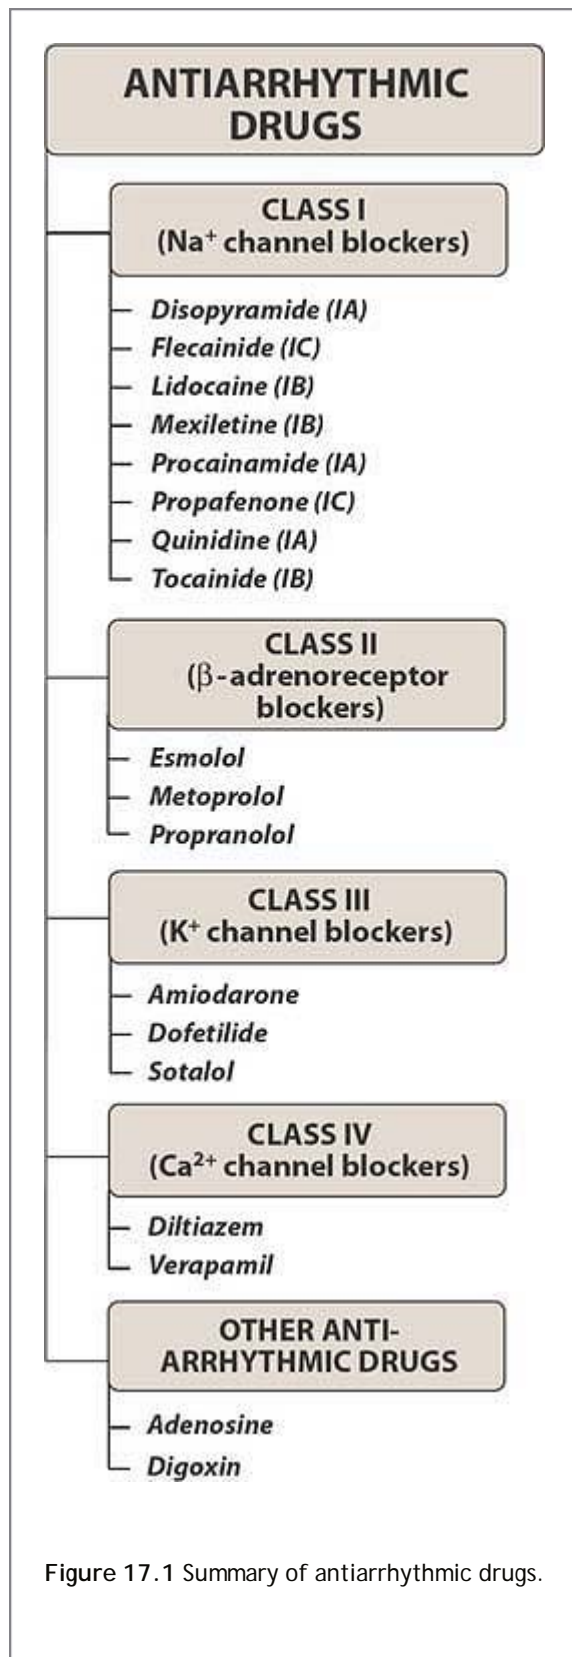 ANTIARRHYTHMIC
DRUGS
CLASS I
(Na⁺ channel blockers)
Disopyramide (IA)
Flecainide (IC)
Lidocaine (IB)
Mexiletine (IB)
Procainamide (IA)
Propafenone (IC)
Quinidine (IA)
Tocainide (IB)
CLASS II
(β-adrenoreceptor
blockers)
Esmolol
Metoprolol
Propranolol
CLASS III
(K⁺ channel blockers)
Amiodarone
Dofetilide
Sotalol
CLASS IV
(Ca²⁺ channel blockers)
Diltiazem
Verapamil
OTHER ANTI-
ARRHYTHMIC DRUGS
Adenosine
Digoxin
Figure 17.1 Summary of antiarrhythmic drugs.